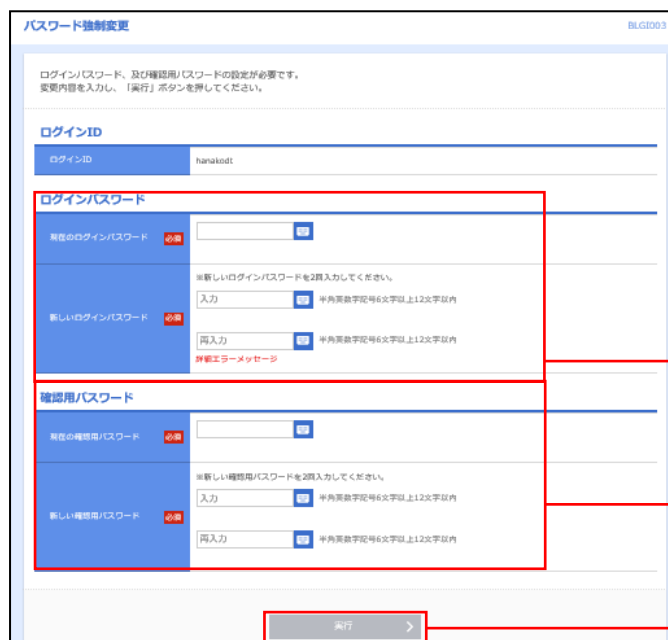 パスワード強制変更
BLGI003
ログインパスワード、及び確認用パスワードの設定が必要です。
変更内容を入力し、「実行」ボタンを押してください。
ログインID
ログインID
hanakodt
ログインパスワード
現在のログインパスワード 必須
※新しいログインパスワードを2回入力してください。
入力 半角英数字記号6文字以上12文字以内
新しいログインパスワード 必須
再入力 半角英数字記号6文字以上12文字以内
詳細エラーメッセージ
確認用パスワード
現在の確認用パスワード 必須
※新しい確認用パスワードを2回入力してください。
入力 半角英数字記号6文字以上12文字以内
新しい確認用パスワード 必須
再入力 半角英数字記号6文字以上12文字以内
実行